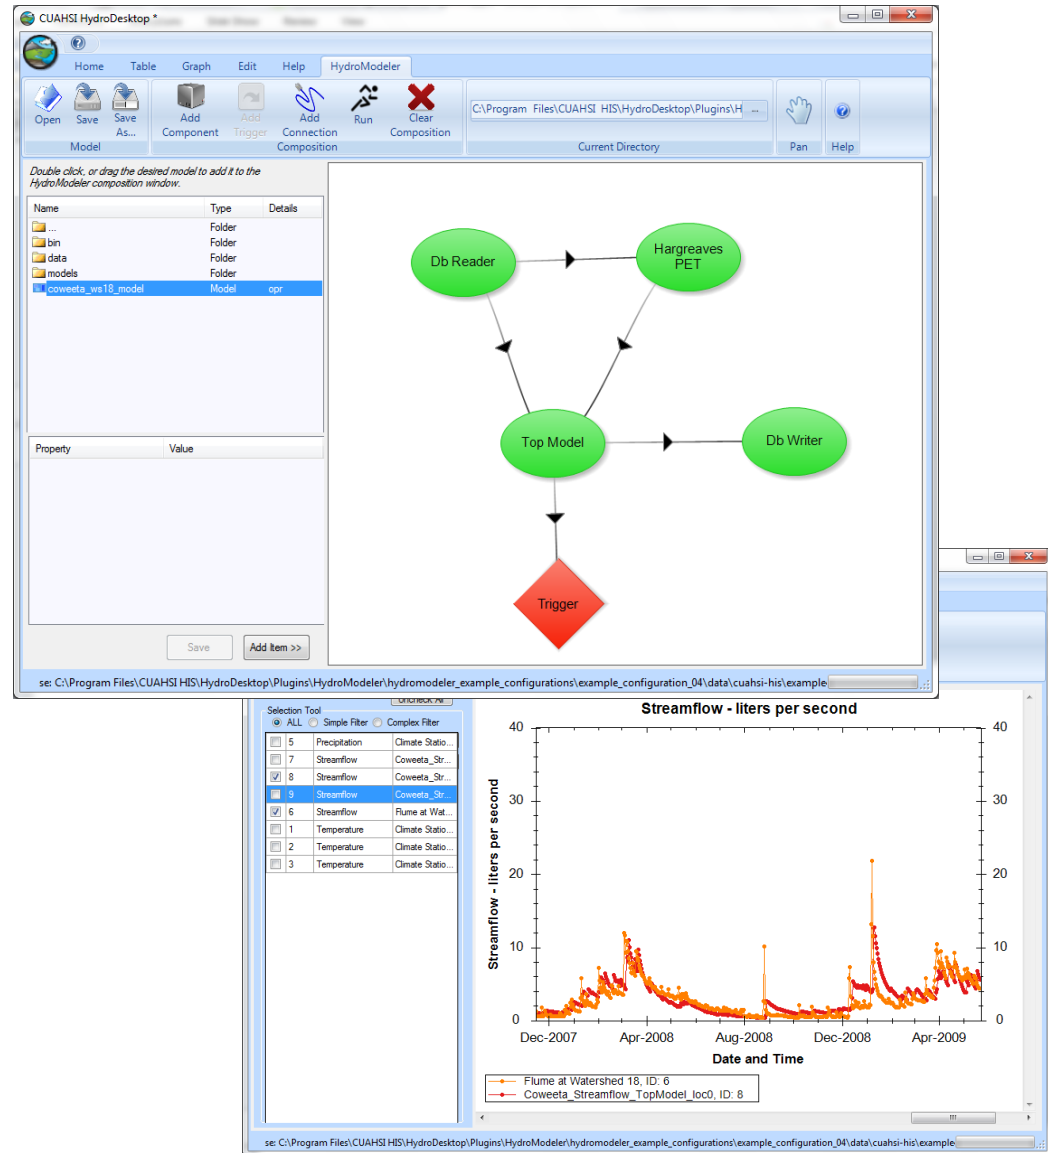 CUAHSI HydroDesktop *
Home Table Graph Edit Help HydroModeler
Open Save Save As...
Model
Add Component Add Trigger Add Connection Run Clear Composition
Composition
C:\Program Files\CUAHSI HIS\HydroDesktop\Plugins\H ...
Current Directory
Pan
Help
Double click, or drag the desired model to add it to the
HydroModeler composition window.
Name Type Details
... Folder
bin Folder
data Folder
models Folder
coweeta_ws18_model Model opr
Property Value
Save Add Item >>
Db Reader
Hargreaves
PET
Top Model
Db Writer
Trigger
se: C:\Program Files\CUAHSI HIS\HydroDesktop\Plugins\HydroModeler\hydromodeler_example_configurations\example_configuration_04\data\cuahsi-his\example
Uncheck All
Selection Tool
ALL Simple Filter Complex Filter
5 Precipitation Climate Statio...
7 Streamflow Coweeta_Str...
8 Streamflow Coweeta_Str...
9 Streamflow Coweeta_Str...
6 Streamflow Flume at Wat...
1 Temperature Climate Statio...
2 Temperature Climate Statio...
3 Temperature Climate Statio...
Streamflow - liters per second
Streamflow - liters per second
40 40
30 30
20 20
10 10
0 0
Dec-2007 Apr-2008 Aug-2008 Dec-2008 Apr-2009
Date and Time
Flume at Watershed 18, ID: 6
Coweeta_Streamflow_TopModel_loc0, ID: 8
se: C:\Program Files\CUAHSI HIS\HydroDesktop\Plugins\HydroModeler\hydromodeler_example_configurations\example_configuration_04\data\cuahsi-his\example